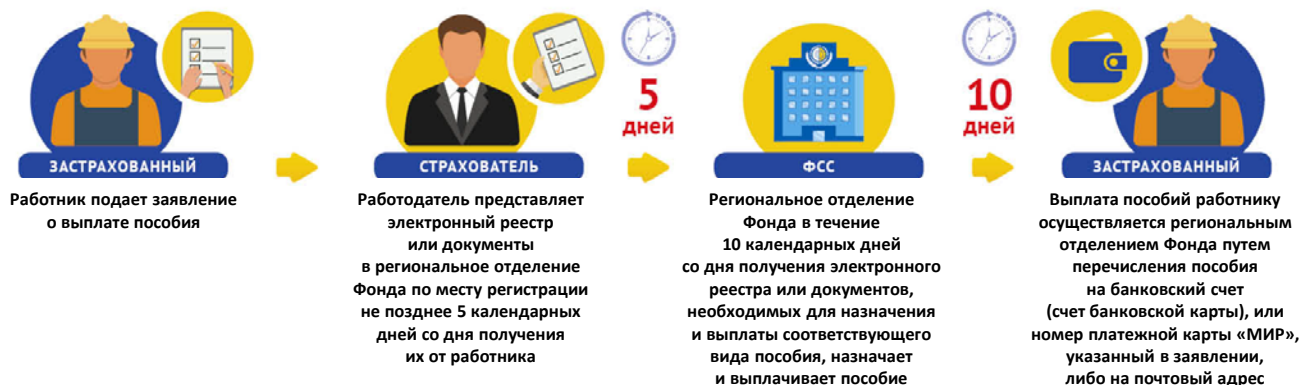 5
дней
10
дней
ЗАСТРАХОВАННЫЙ
СТРАХОВАТЕЛЬ
ФСС
ЗАСТРАХОВАННЫЙ
Работник подает заявление
о выплате пособия
Работодатель представляет
электронный реестр
или документы
в региональное отделение
Фонда по месту регистрации
не позднее 5 календарных
дней со дня получения
их от работника
Региональное отделение
Фонда в течение
10 календарных дней
со дня получения электронного
реестра или документов,
необходимых для назначения
и выплаты соответствующего
вида пособия, назначает
и выплачивает пособие
Выплата пособий работнику
осуществляется региональным
отделением Фонда путем
перечисления пособия
на банковский счет
(счет банковской карты), или
номер платежной карты «МИР»,
указанный в заявлении,
либо на почтовый адрес